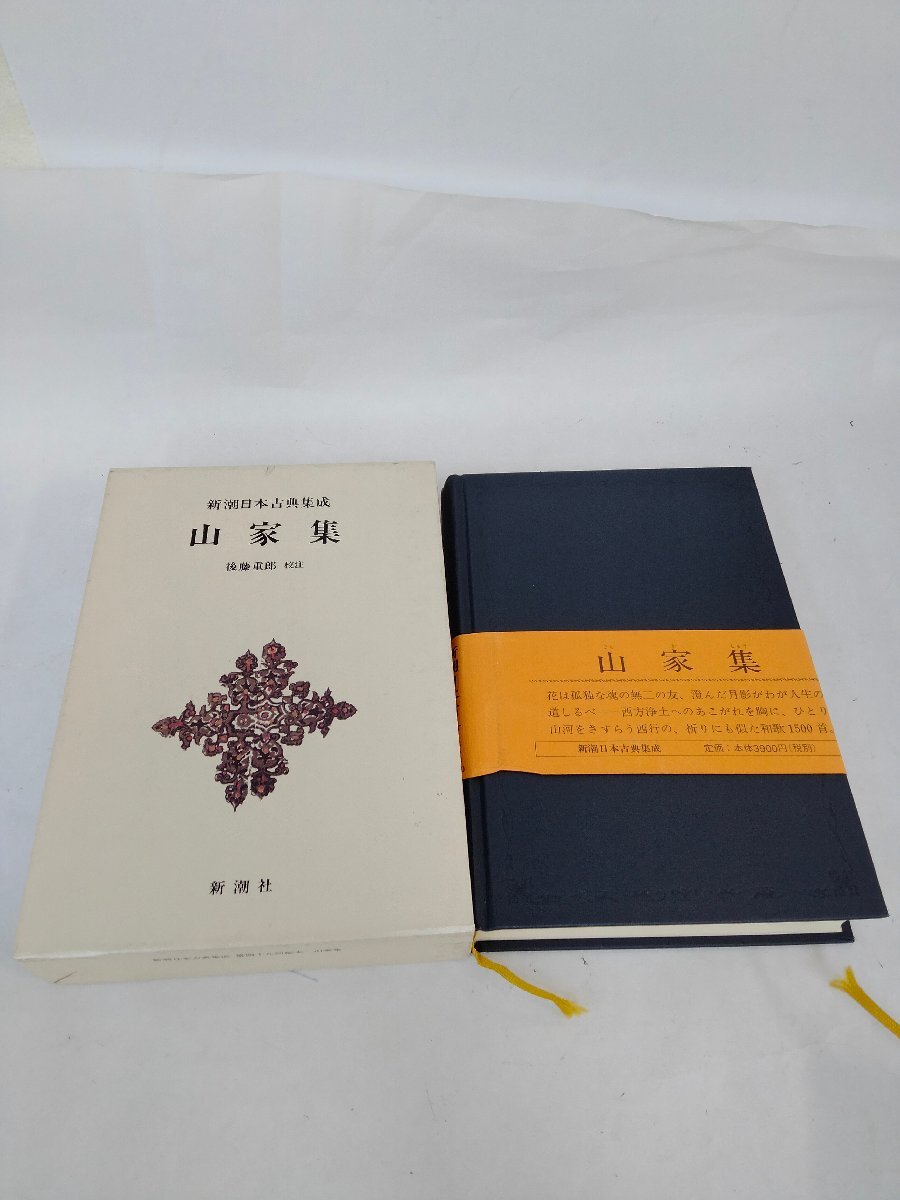 新潮日本古典集成
山家集
後藤重郎 校注
新潮社
山家集
花は孤独な魂の無二の友、澄んだ月影がわが人生の
道しるべ――西方浄土へのあこがれを胸に、ひとり
山河をさすらう西行の、祈りにも似た和歌1500首。
新潮日本古典集成 定価：本体3900円(税別)